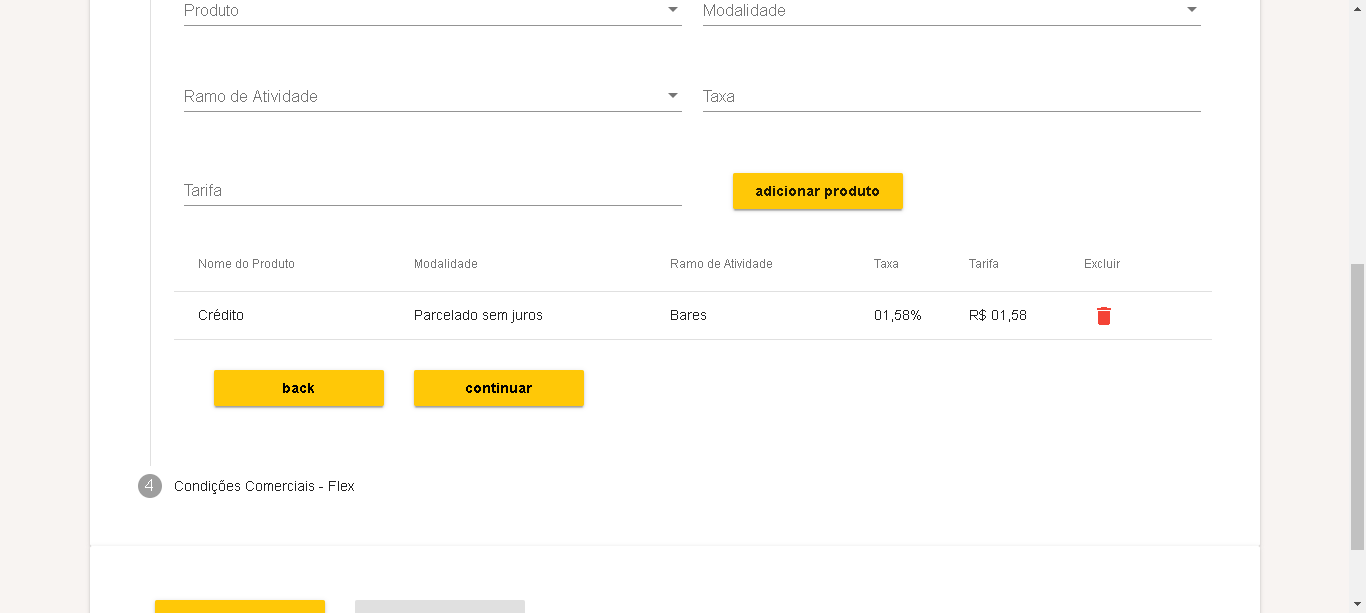 Produto Modalidade
Ramo de Atividade Taxa
Tarifa adicionar produto
Nome do Produto Modalidade Ramo de Atividade Taxa Tarifa Excluir
Crédito Parcelado sem juros Bares 01,58% R$ 01,58
back continuar
4 Condições Comerciais - Flex